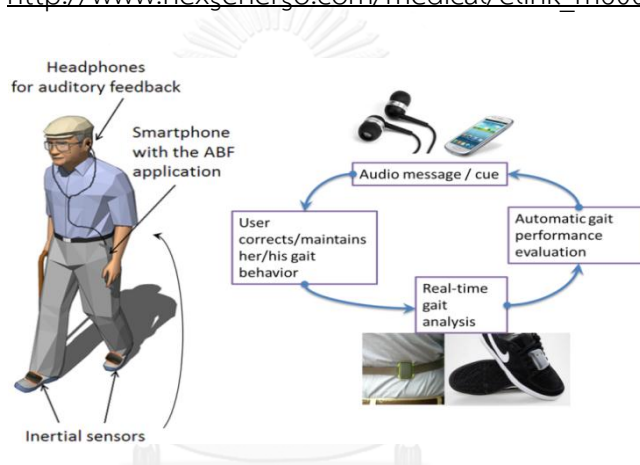 Headphones
for auditory feedback
Smartphone
with the ABF
application
Inertial sensors
Audio message / cue
User
corrects/maintains
her/his gait
behavior
Automatic gait
performance
evaluation
Real-time
gait
analysis